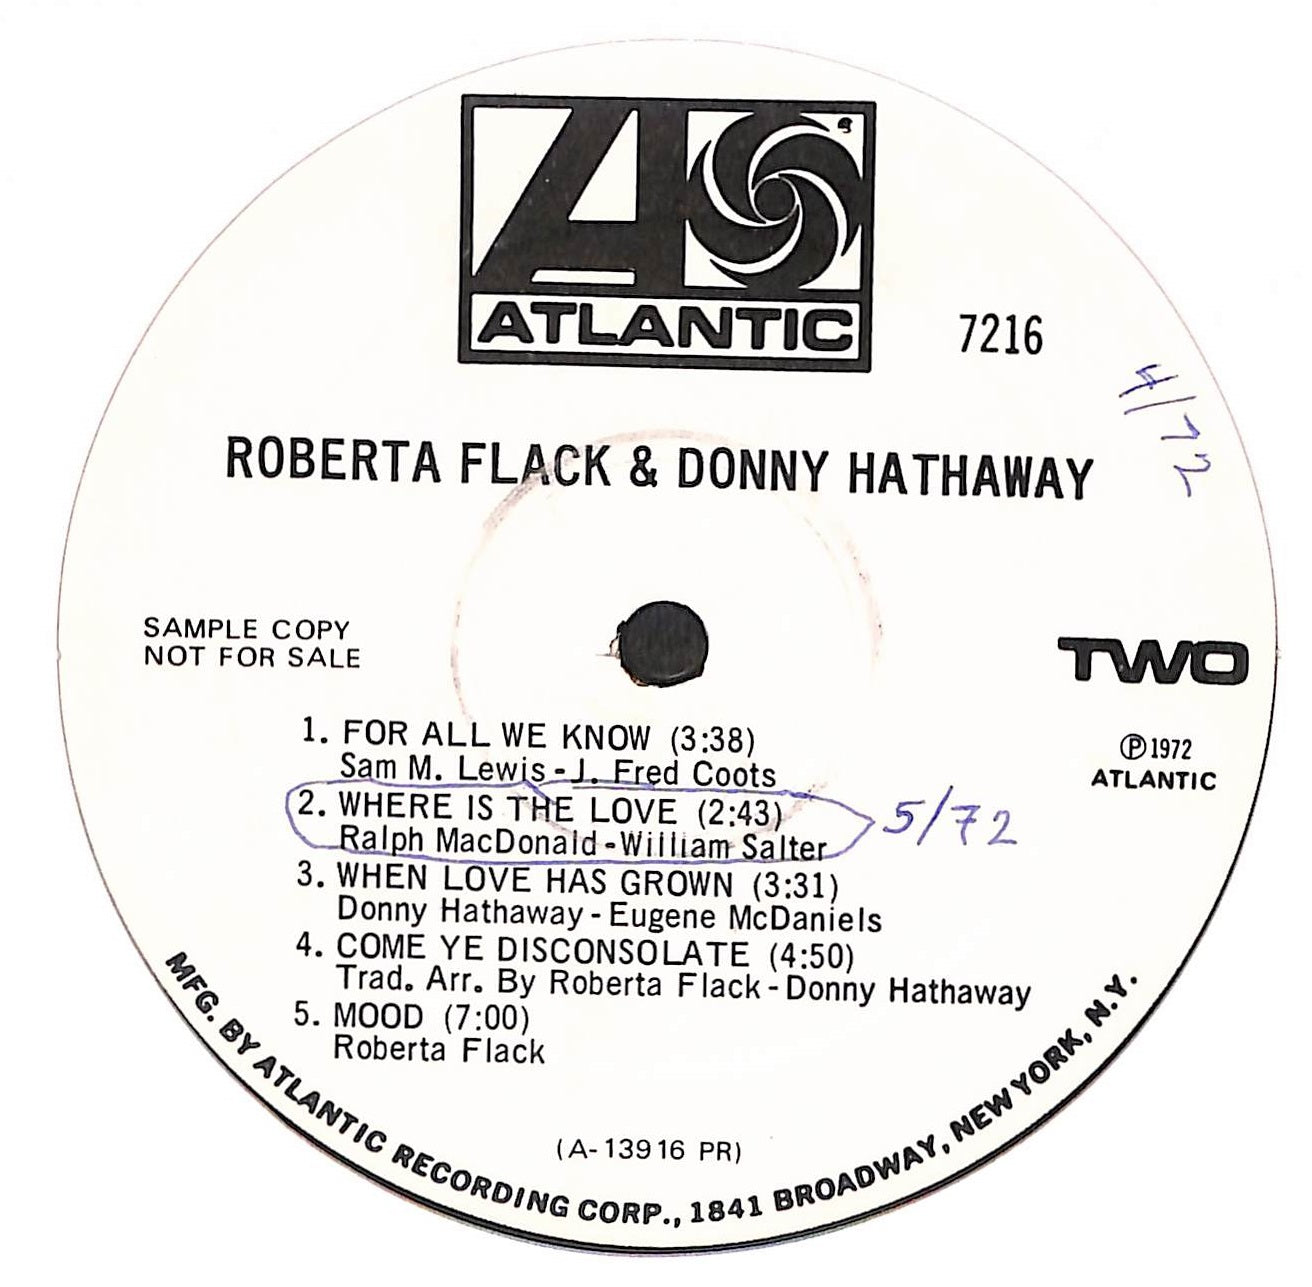 ATLANTIC
7216
4/72
ROBERTA FLACK & DONNY HATHAWAY
SAMPLE COPY
NOT FOR SALE
TWO
Ⓟ1972
ATLANTIC
1. FOR ALL WE KNOW (3:38)
Sam M. Lewis - J. Fred Coots
2. WHERE IS THE LOVE (2:43)
Ralph MacDonald - William Salter
5/72
3. WHEN LOVE HAS GROWN (3:31)
Donny Hathaway - Eugene McDaniels
4. COME YE DISCONSOLATE (4:50)
Trad. Arr. By Roberta Flack - Donny Hathaway
5. MOOD (7:00)
Roberta Flack
(A-13916 PR)
MFG. BY ATLANTIC RECORDING CORP., 1841 BROADWAY, NEW YORK, N.Y.